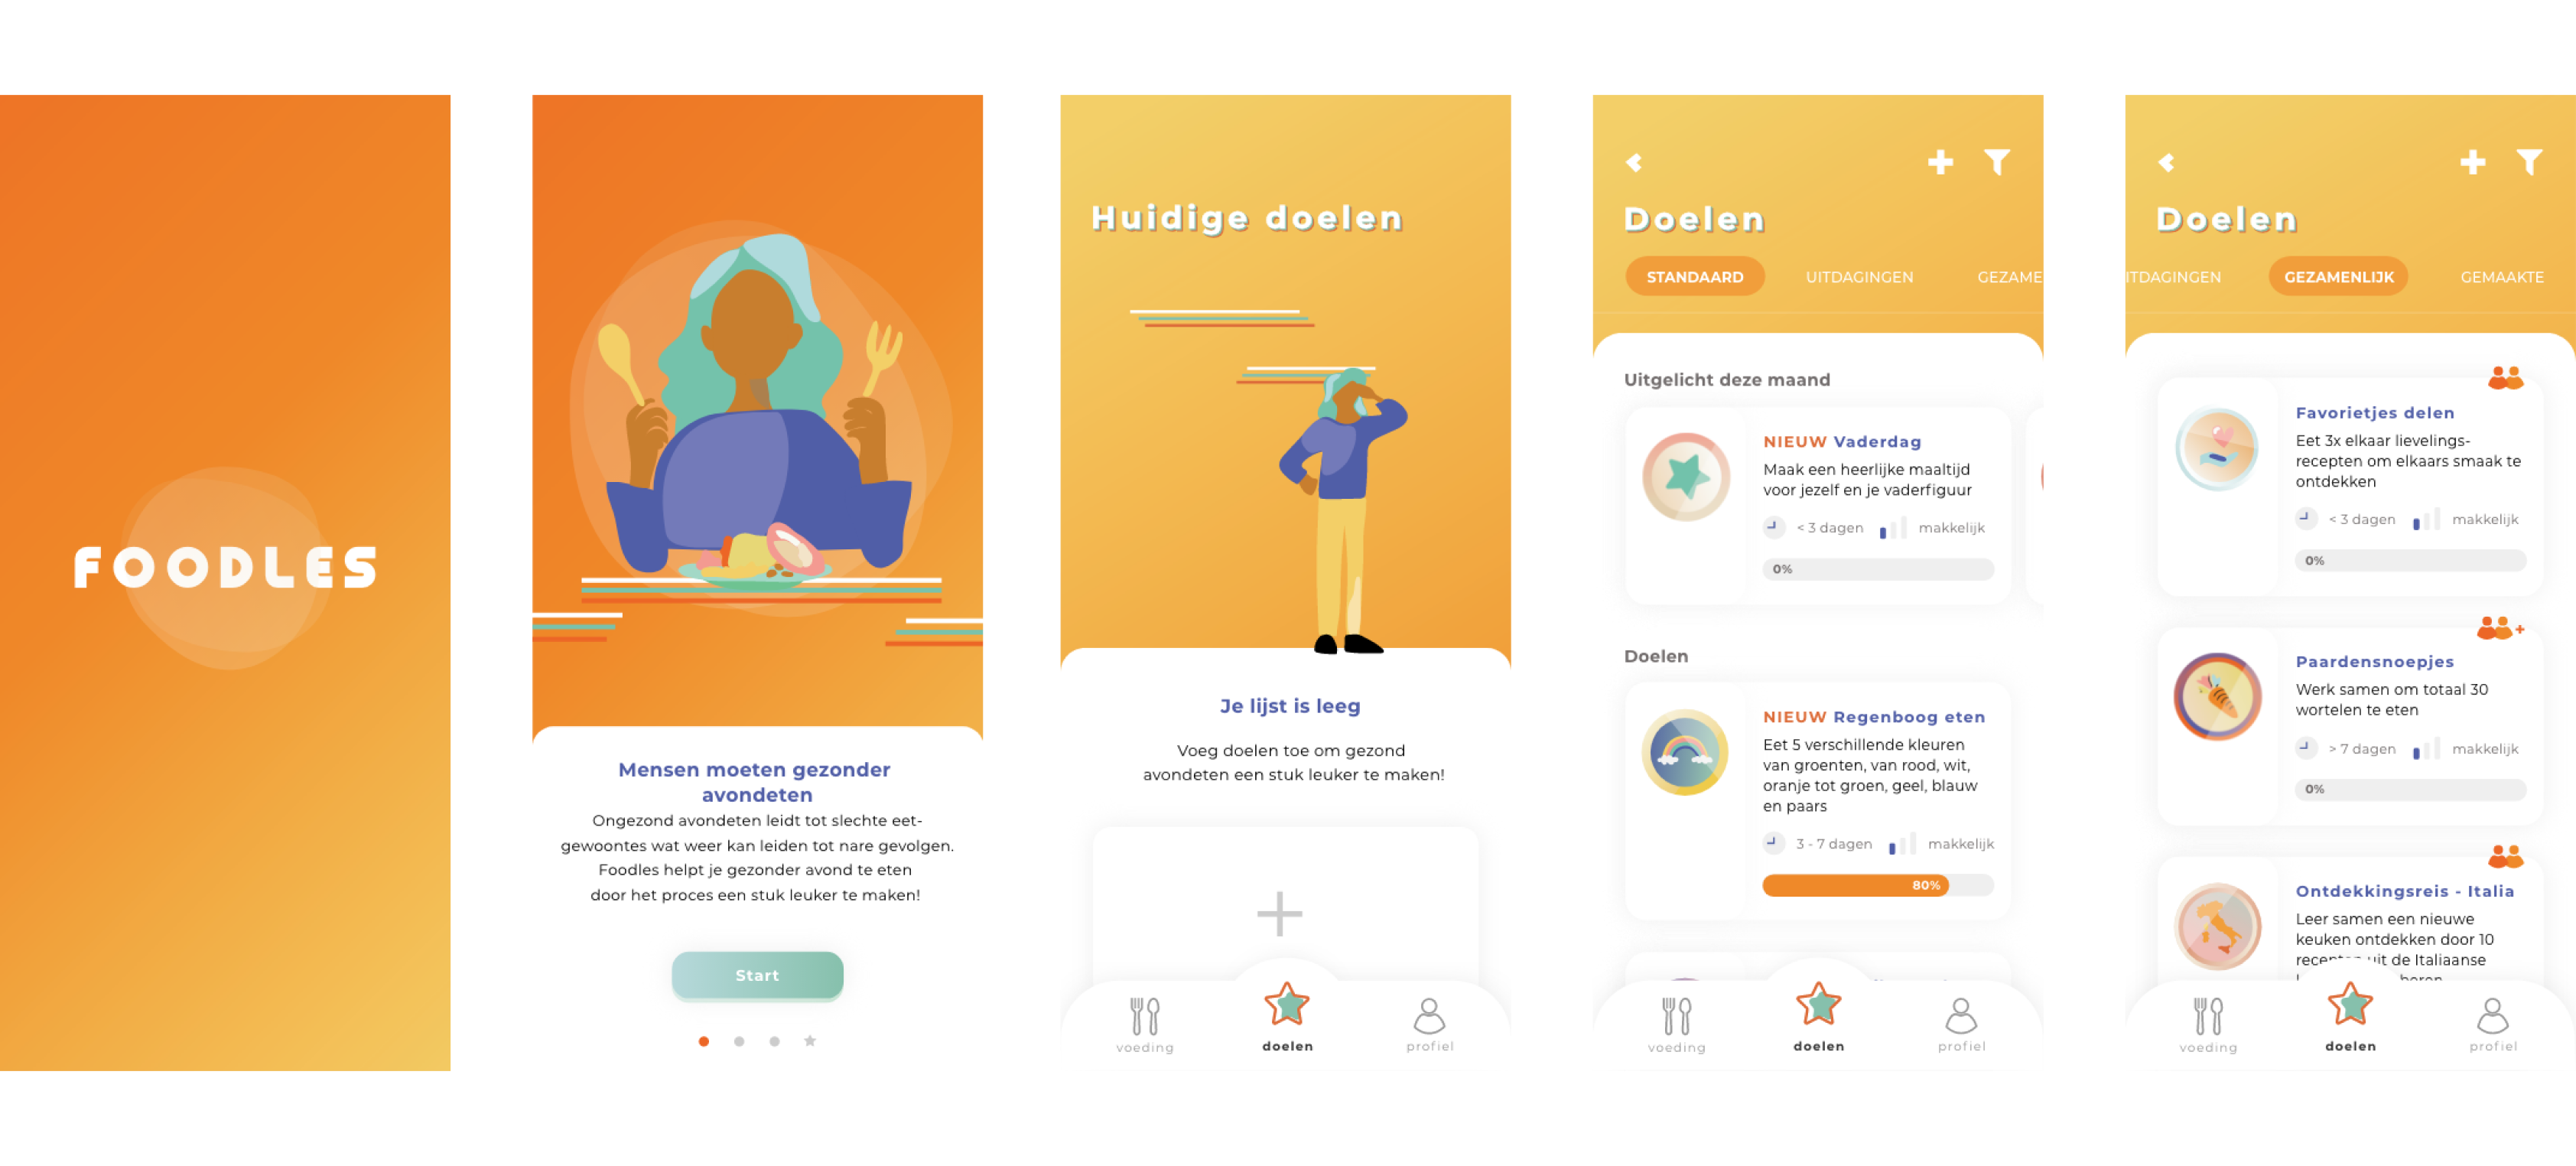 FOODLES
Mensen moeten gezonder
avondeten
Ongezond avondeten leidt tot slechte eet-
gewoontes wat weer kan leiden tot nare gevolgen.
Foodles helpt je gezonder avond te eten
door het proces een stuk leuker te maken!
Start
Huidige doelen
Je lijst is leeg
Voeg doelen toe om gezond
avondeten een stuk leuker te maken!
voeding
doelen
profiel
Doelen
STANDAARD
UITDAGINGEN
GEZAME
Uitgelicht deze maand
NIEUW Vaderdag
Maak een heerlijke maaltijd
voor jezelf en je vaderfiguur
< 3 dagen
makkelijk
0%
Doelen
NIEUW Regenboog eten
Eet 5 verschillende kleuren
van groenten, van rood, wit,
oranje tot groen, geel, blauw
en paars
3 - 7 dagen
makkelijk
80%
voeding
doelen
profiel
Doelen
ITDAGINGEN
GEZAMENLIJK
GEMAAKTE
Favorietjes delen
Eet 3x elkaar lievelings-
recepten om elkaars smaak te
ontdekken
< 3 dagen
makkelijk
0%
Paardensnoepjes
Werk samen om totaal 30
wortelen te eten
> 7 dagen
makkelijk
0%
Ontdekkingsreis - Italia
Leer samen een nieuwe
keuken ontdekken door 10
recepten uit de Italiaanse
voeding
doelen
profiel